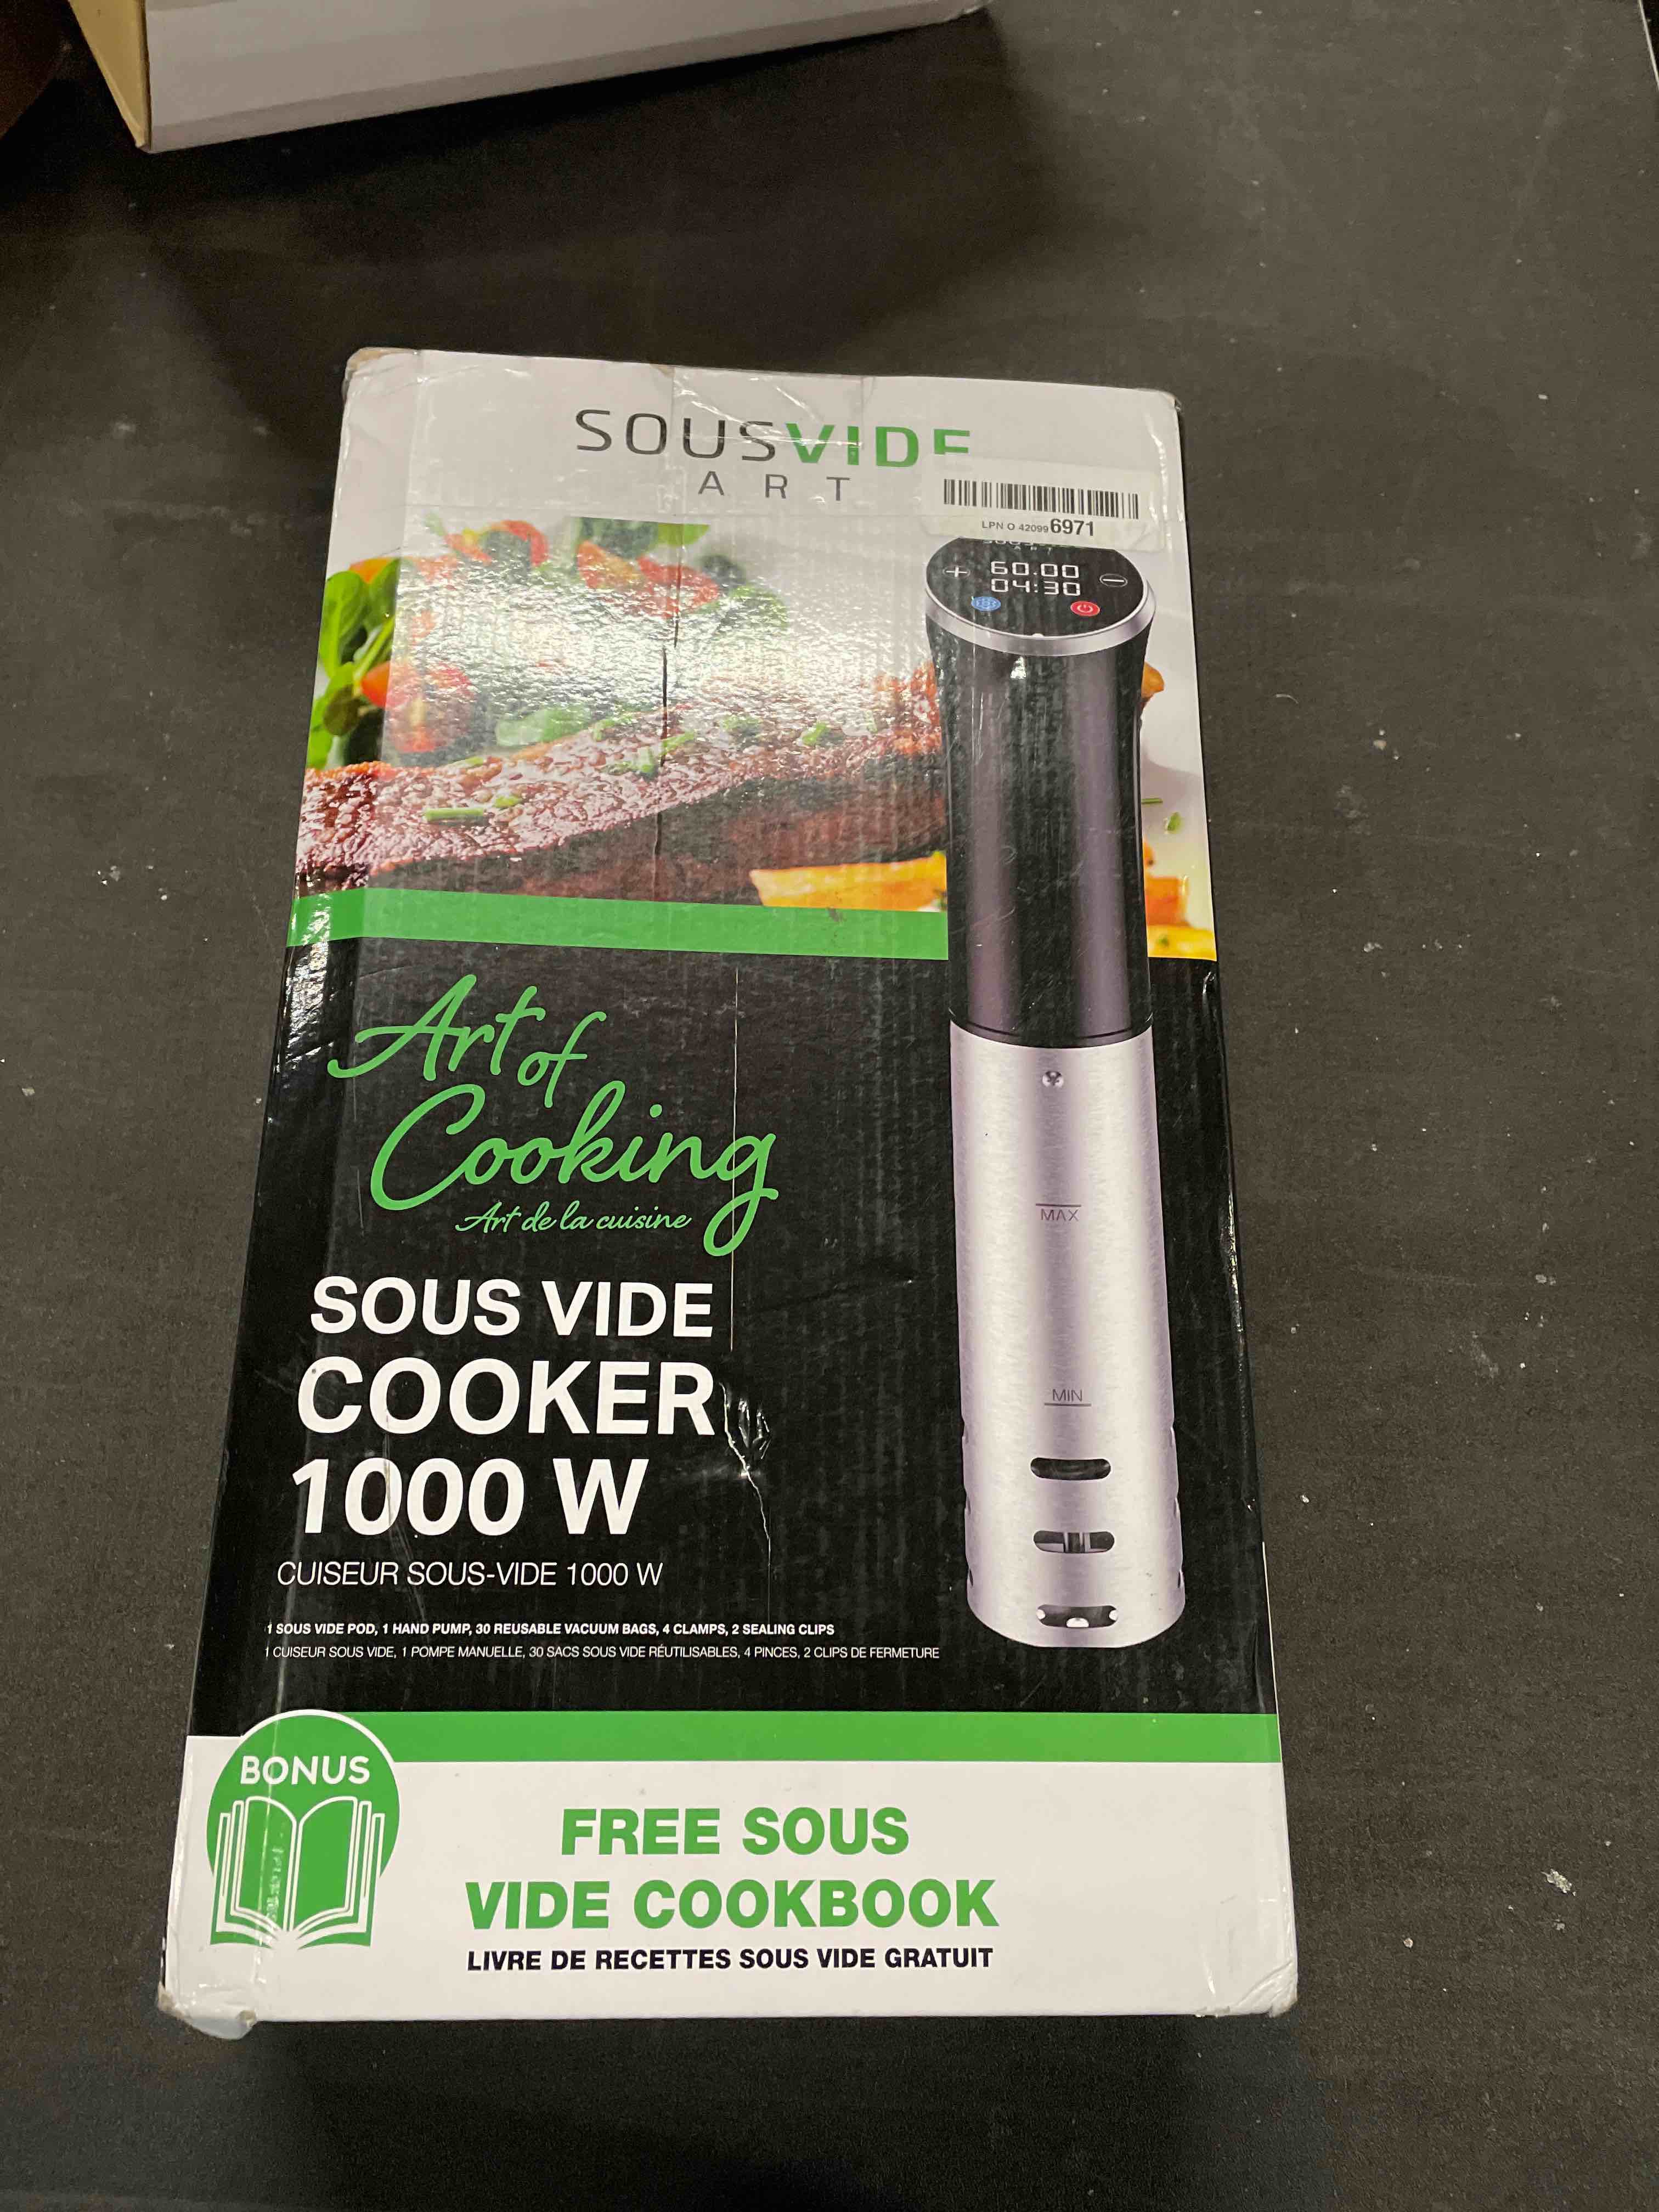 SOUSVIDE
ART
LPN O 420996971
60.00
04:30
Art of
Cooking
Art de la cuisine
SOUS VIDE
COOKER
1000 W
CUISEUR SOUS-VIDE 1000 W
MAX
MIN
1 SOUS VIDE POD, 1 HAND PUMP, 30 REUSABLE VACUUM BAGS, 4 CLAMPS, 2 SEALING CLIPS
1 CUISEUR SOUS VIDE, 1 POMPE MANUELLE, 30 SACS SOUS VIDE RÉUTILISABLES, 4 PINCES, 2 CLIPS DE FERMETURE
BONUS
FREE SOUS
VIDE COOKBOOK
LIVRE DE RECETTES SOUS VIDE GRATUIT